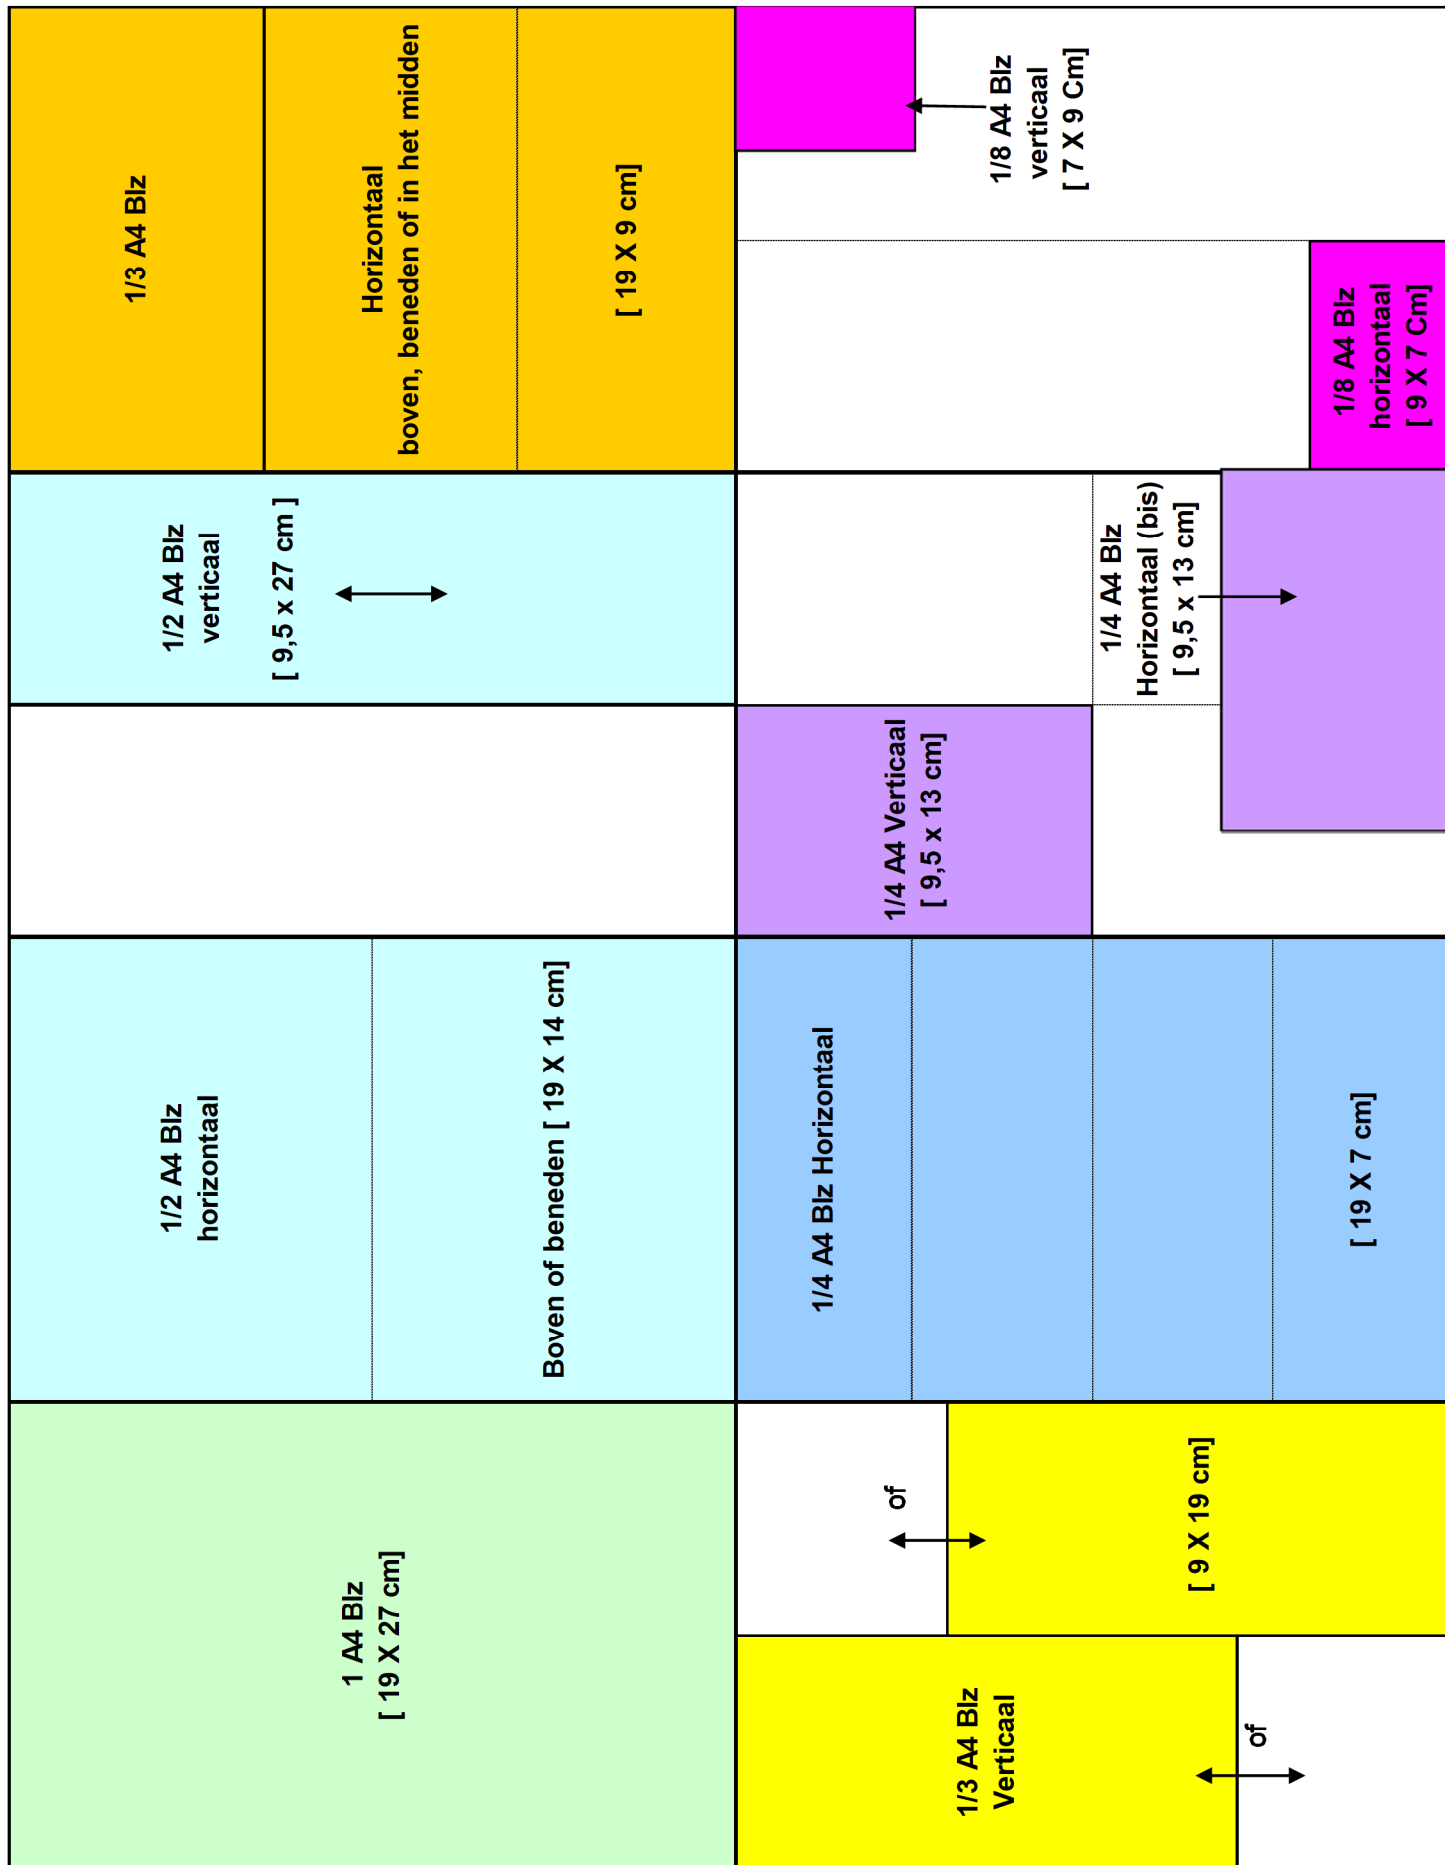 1 A4 Blz
[ 19 X 27 cm]
1/2 A4 Blz
horizontaal
Boven of beneden [ 19 X 14 cm]
1/2 A4 Blz
verticaal
[ 9,5 x 27 cm ]
1/3 A4 Blz
Horizontaal
boven, beneden of in het midden
[ 19 X 9 cm]
1/3 A4 Blz
Verticaal
of
of
[ 9 X 19 cm]
1/4 A4 Blz Horizontaal
[ 19 X 7 cm]
1/4 A4 Verticaal
[ 9,5 x 13 cm]
1/4 A4 Blz
Horizontaal (bis)
[ 9,5 x 13 cm]
1/8 A4 Blz
verticaal
[ 7 X 9 Cm]
1/8 A4 Blz
horizontaal
[ 9 X 7 Cm]